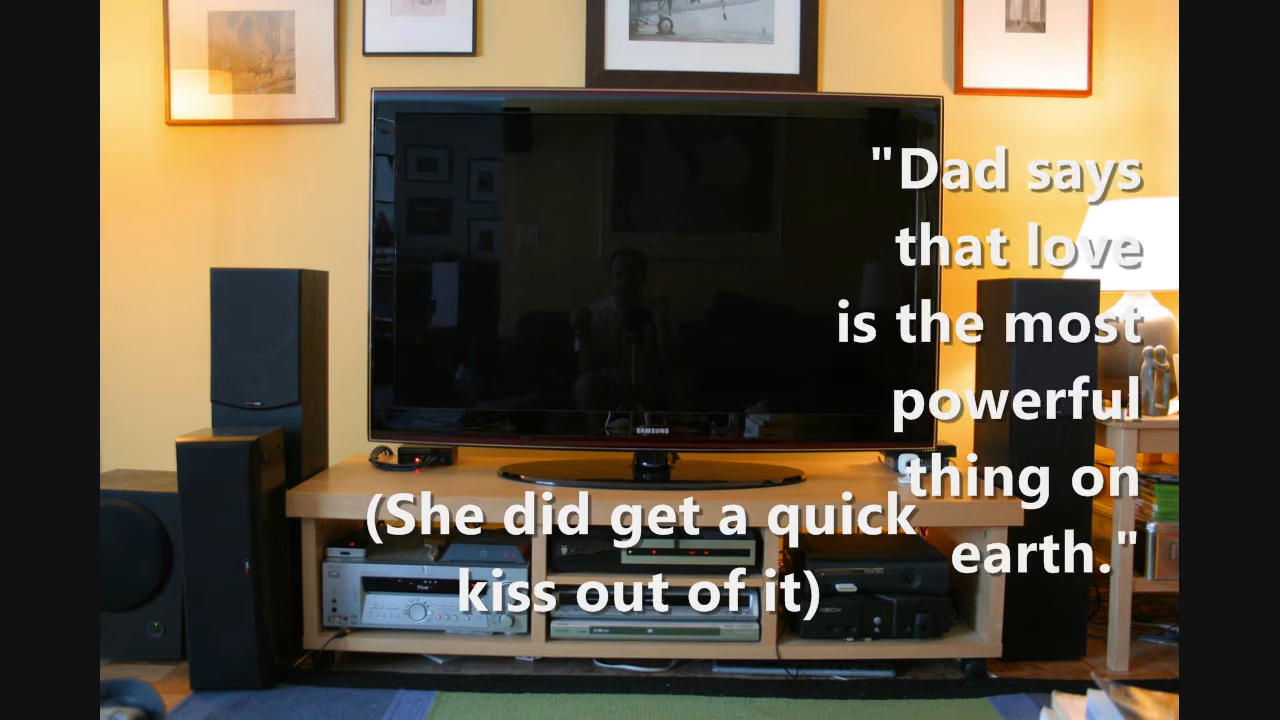 "Dad says
that love
is the most
powerful
thing on
earth."
(She did get a quick
kiss out of it)
SAMSUNG